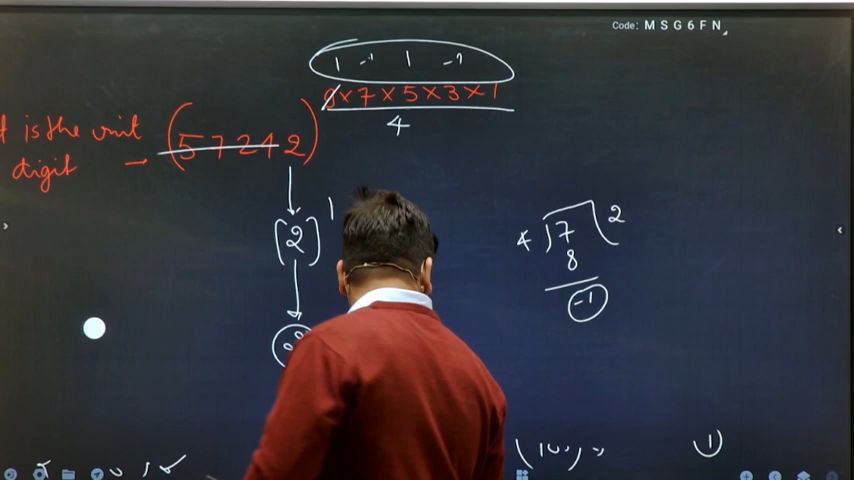 Code: M S G 6 F N
1 -1 1 -1
9×7×5×3×1
4
is the unit
digit → (57242)
(2)¹
4)7(2
8
-1
1